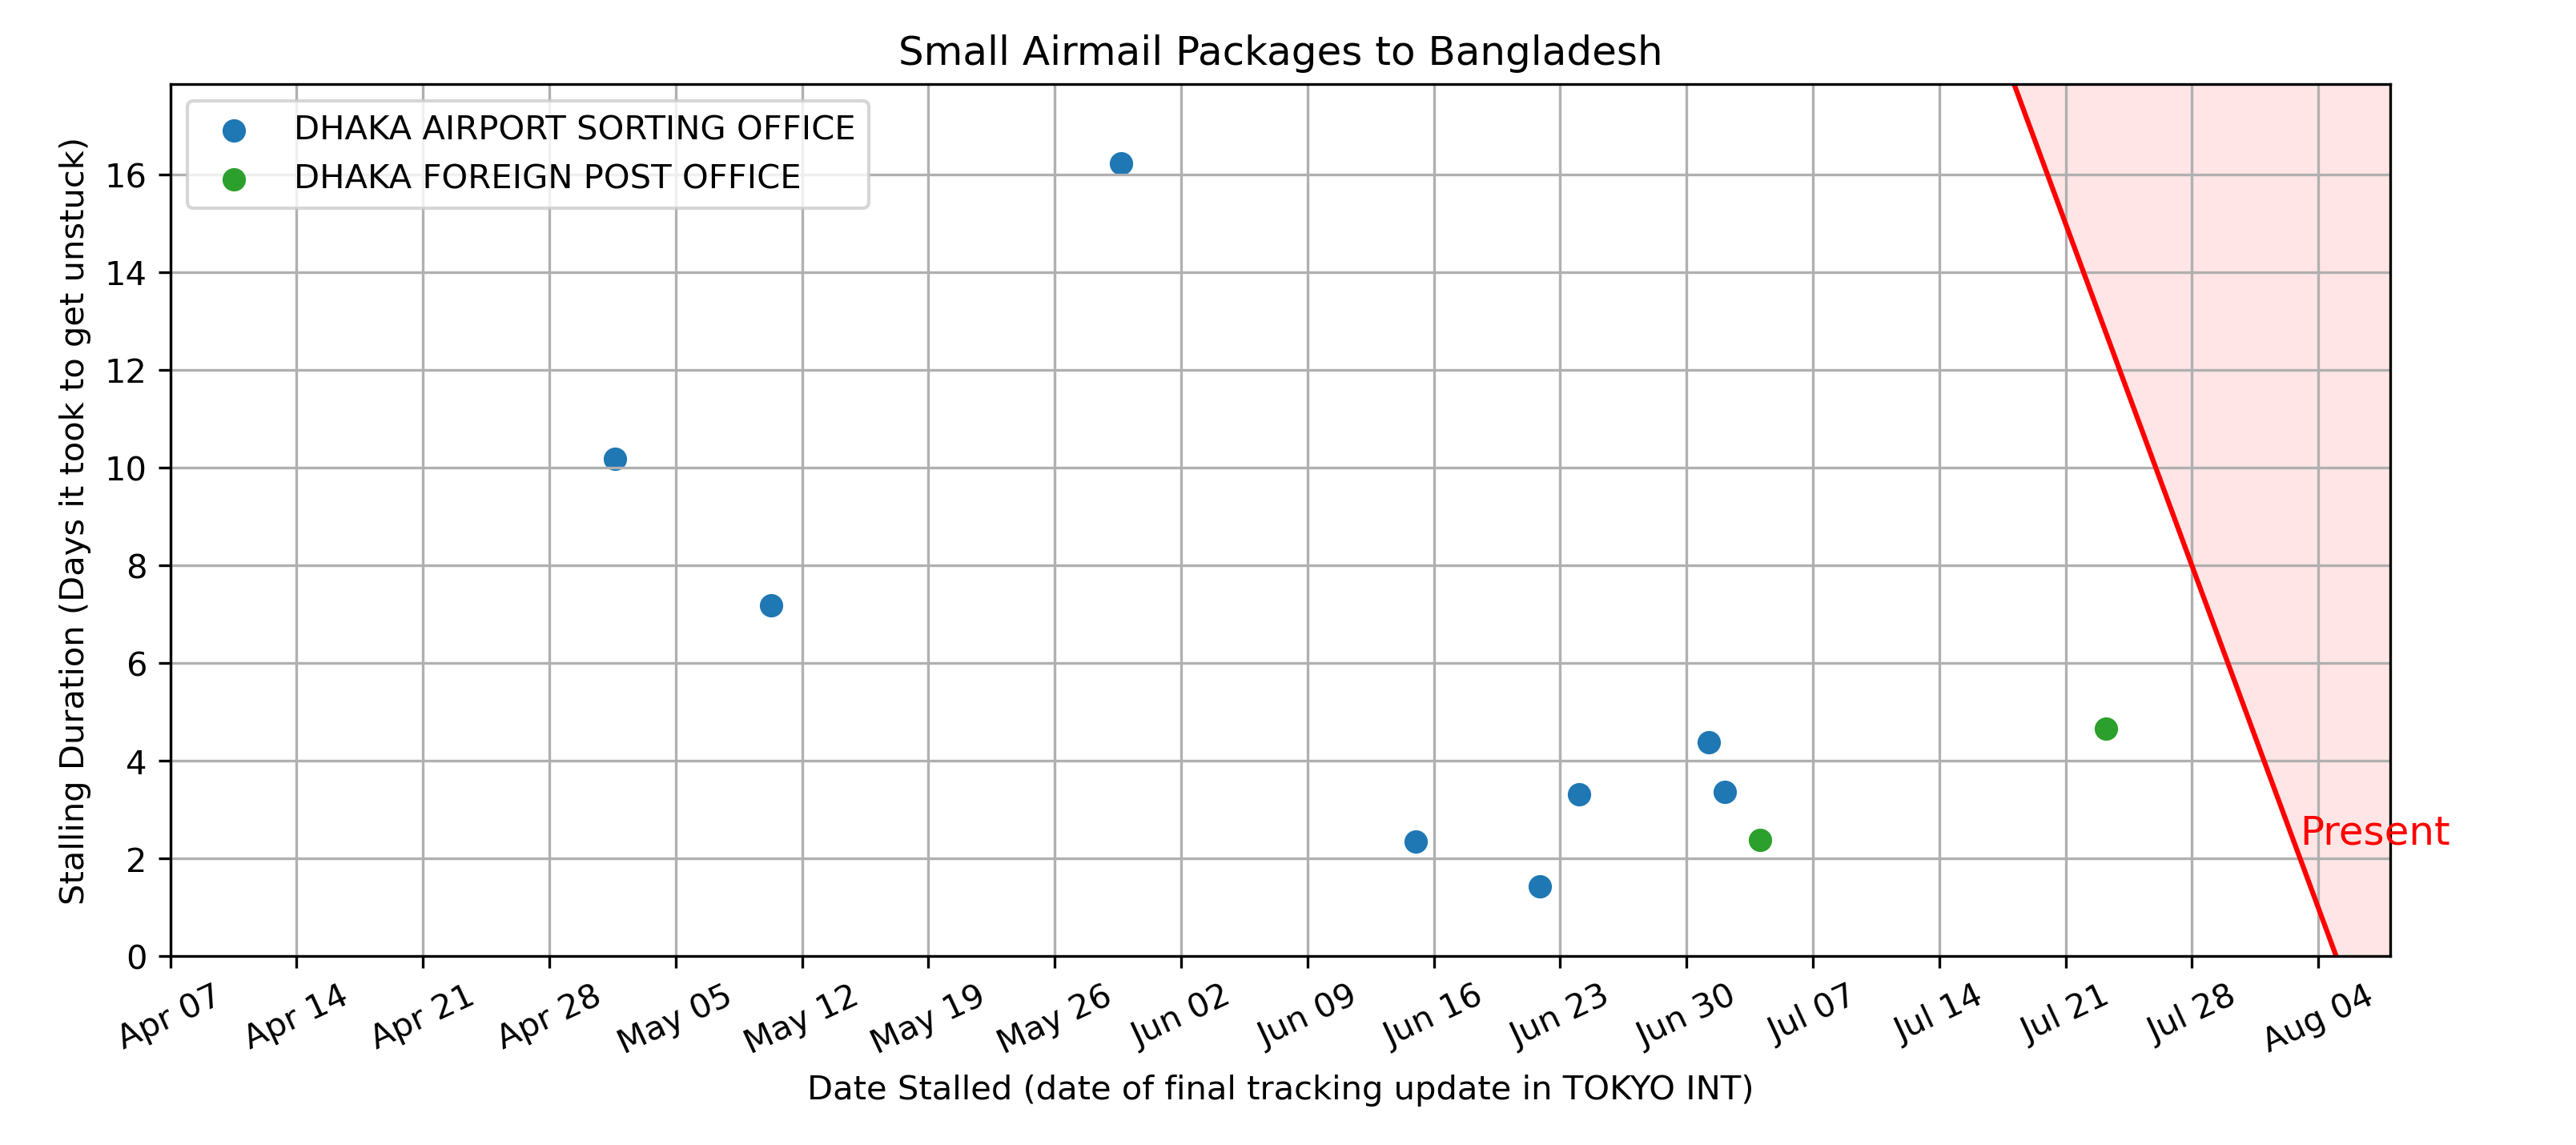 Small Airmail Packages to Bangladesh
DHAKA AIRPORT SORTING OFFICE
DHAKA FOREIGN POST OFFICE
Stalling Duration (Days it took to get unstuck)
16
14
12
10
8
6
4
2
0
Present
Apr 07
Apr 14
Apr 21
Apr 28
May 05
May 12
May 19
May 26
Jun 02
Jun 09
Jun 16
Jun 23
Jun 30
Jul 07
Jul 14
Jul 21
Jul 28
Aug 04
Date Stalled (date of final tracking update in TOKYO INT)